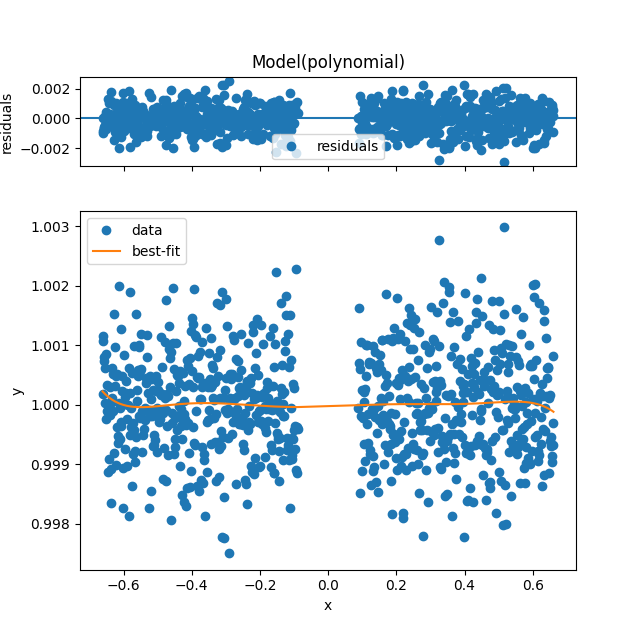 Model(polynomial)
0.002
0.000
−0.002
residuals
residuals
1.003
1.002
1.001
1.000
0.999
0.998
y
data
best-fit
−0.6
−0.4
−0.2
0.0
0.2
0.4
0.6
x